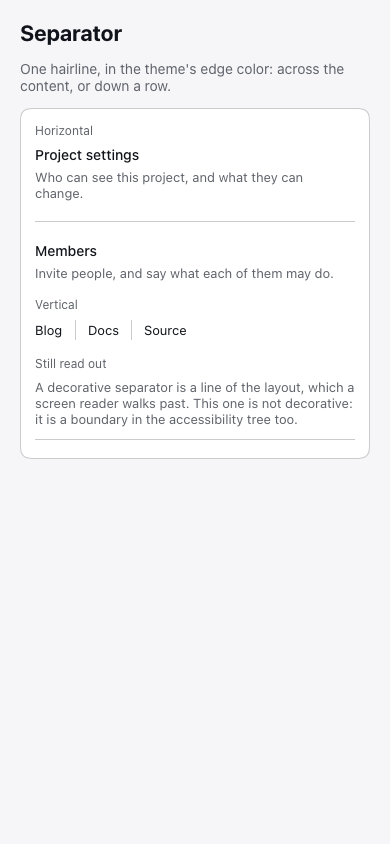 Separator
One hairline, in the theme's edge color: across the
content, or down a row.
Horizontal
Project settings
Who can see this project, and what they can
change.
Members
Invite people, and say what each of them may do.
Vertical
Blog Docs Source
Still read out
A decorative separator is a line of the layout, which a
screen reader walks past. This one is not decorative:
it is a boundary in the accessibility tree too.